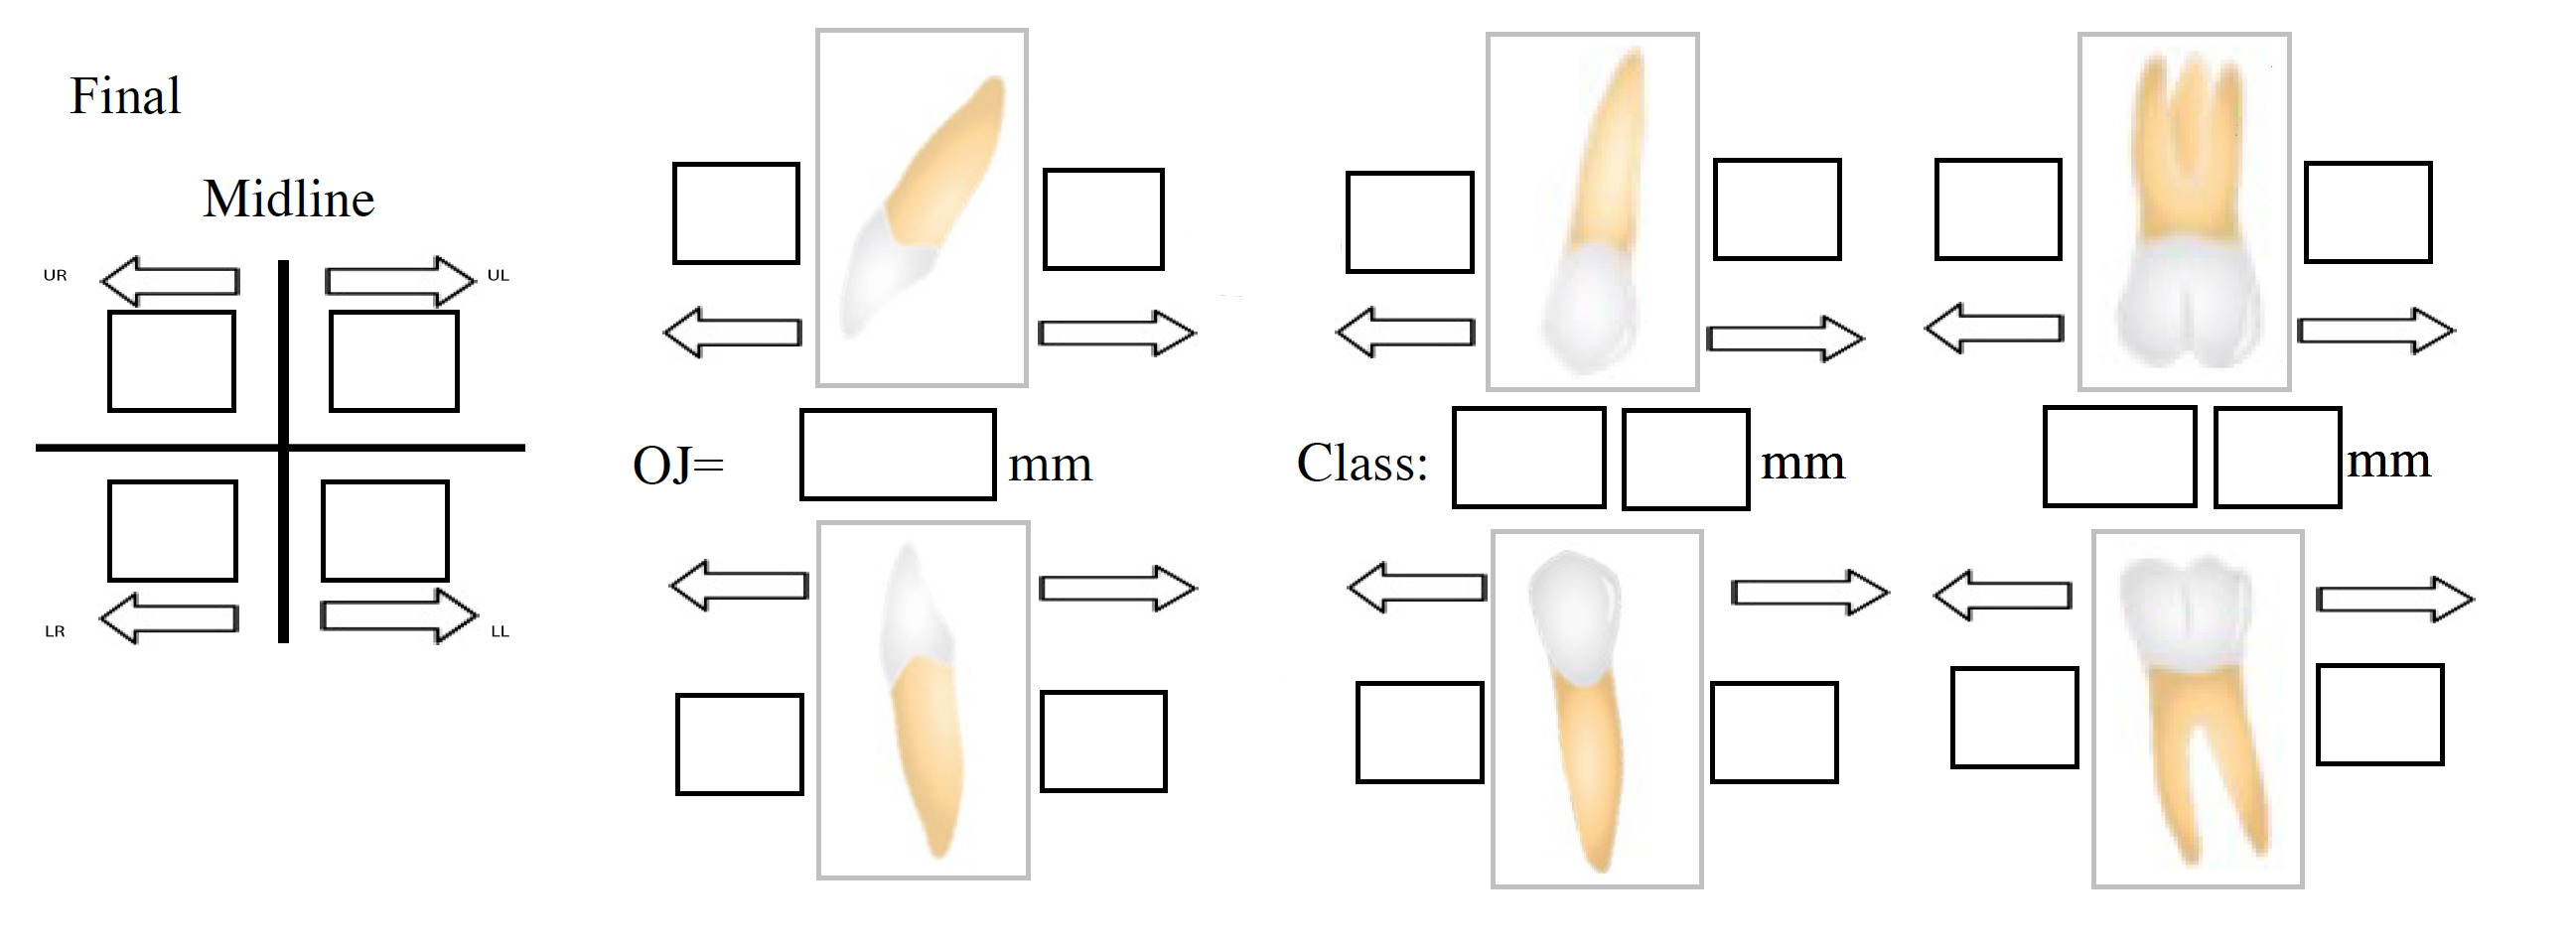 Final
Midline
UR
UL
OJ=
mm
Class:
mm
mm
LR
LL